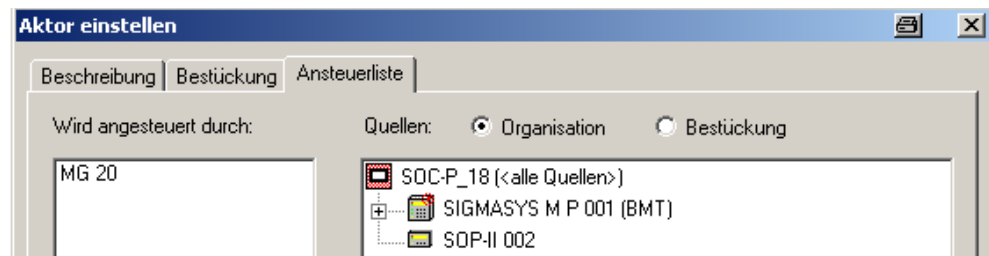 Aktor einstellen
Beschreibung Bestückung Ansteuerliste
Wird angesteuert durch: Quellen: Organisation Bestückung
MG 20
SOC-P_18 (<alle Quellen>)
SIGMASYS M P 001 (BMT)
SOP-II 002